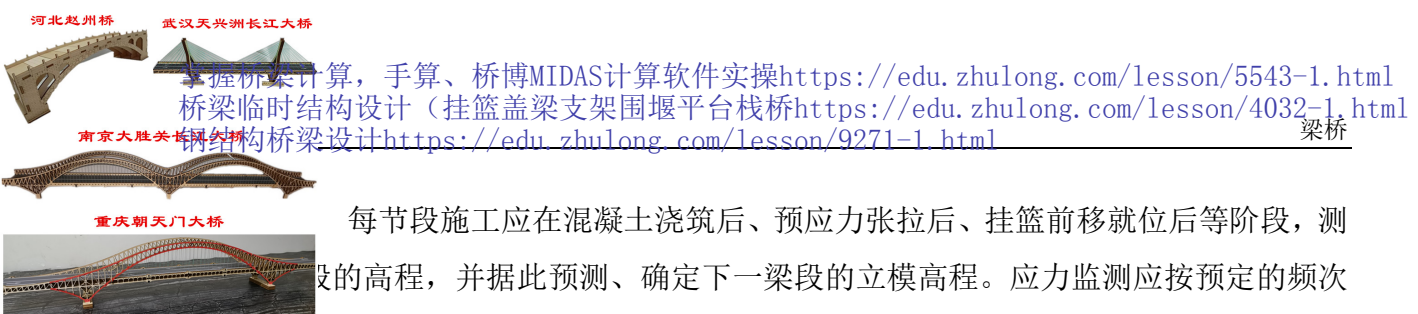 河北赵州桥
武汉天兴洲长江大桥
掌握桥梁计算，手算、桥博MIDAS计算软件实操https://edu.zhulong.com/lesson/5543-1.html
桥梁临时结构设计（挂篮盖梁支架围堰平台栈桥https://edu.zhulong.com/lesson/4032-1.html
南京大胜关长江大桥
钢结构桥梁设计https://edu.zhulong.com/lesson/9271-1.html
梁桥
重庆朝天门大桥
每节段施工应在混凝土浇筑后、预应力张拉后、挂篮前移就位后等阶段，测
段的高程，并据此预测、确定下一梁段的立模高程。应力监测应按预定的频次